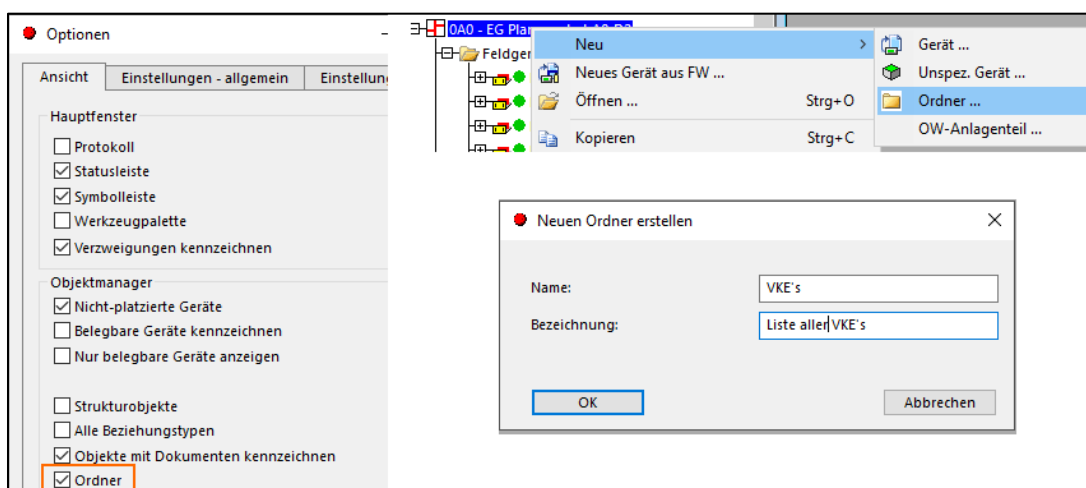 Optionen
Ansicht
Einstellungen - allgemein
Hauptfenster
Protokoll
Statusleiste
Symbolleiste
Werkzeugpalette
Verzweigungen kennzeichnen
Objektmanager
Nicht-platzierte Geräte
Belegbare Geräte kennzeichnen
Nur belegbare Geräte anzeigen
Strukturobjekte
Alle Beziehungstypen
Objekte mit Dokumenten kennzeichnen
Ordner
0A0 - EG
Neu
Neues Gerät aus FW ...
Öffnen ... Strg+O
Kopieren Strg+C
Gerät ...
Unspez. Gerät ...
Ordner ...
OW-Anlagenteil ...
Neuen Ordner erstellen
Name: VKE's
Bezeichnung: Liste aller VKE's
OK Abbrechen